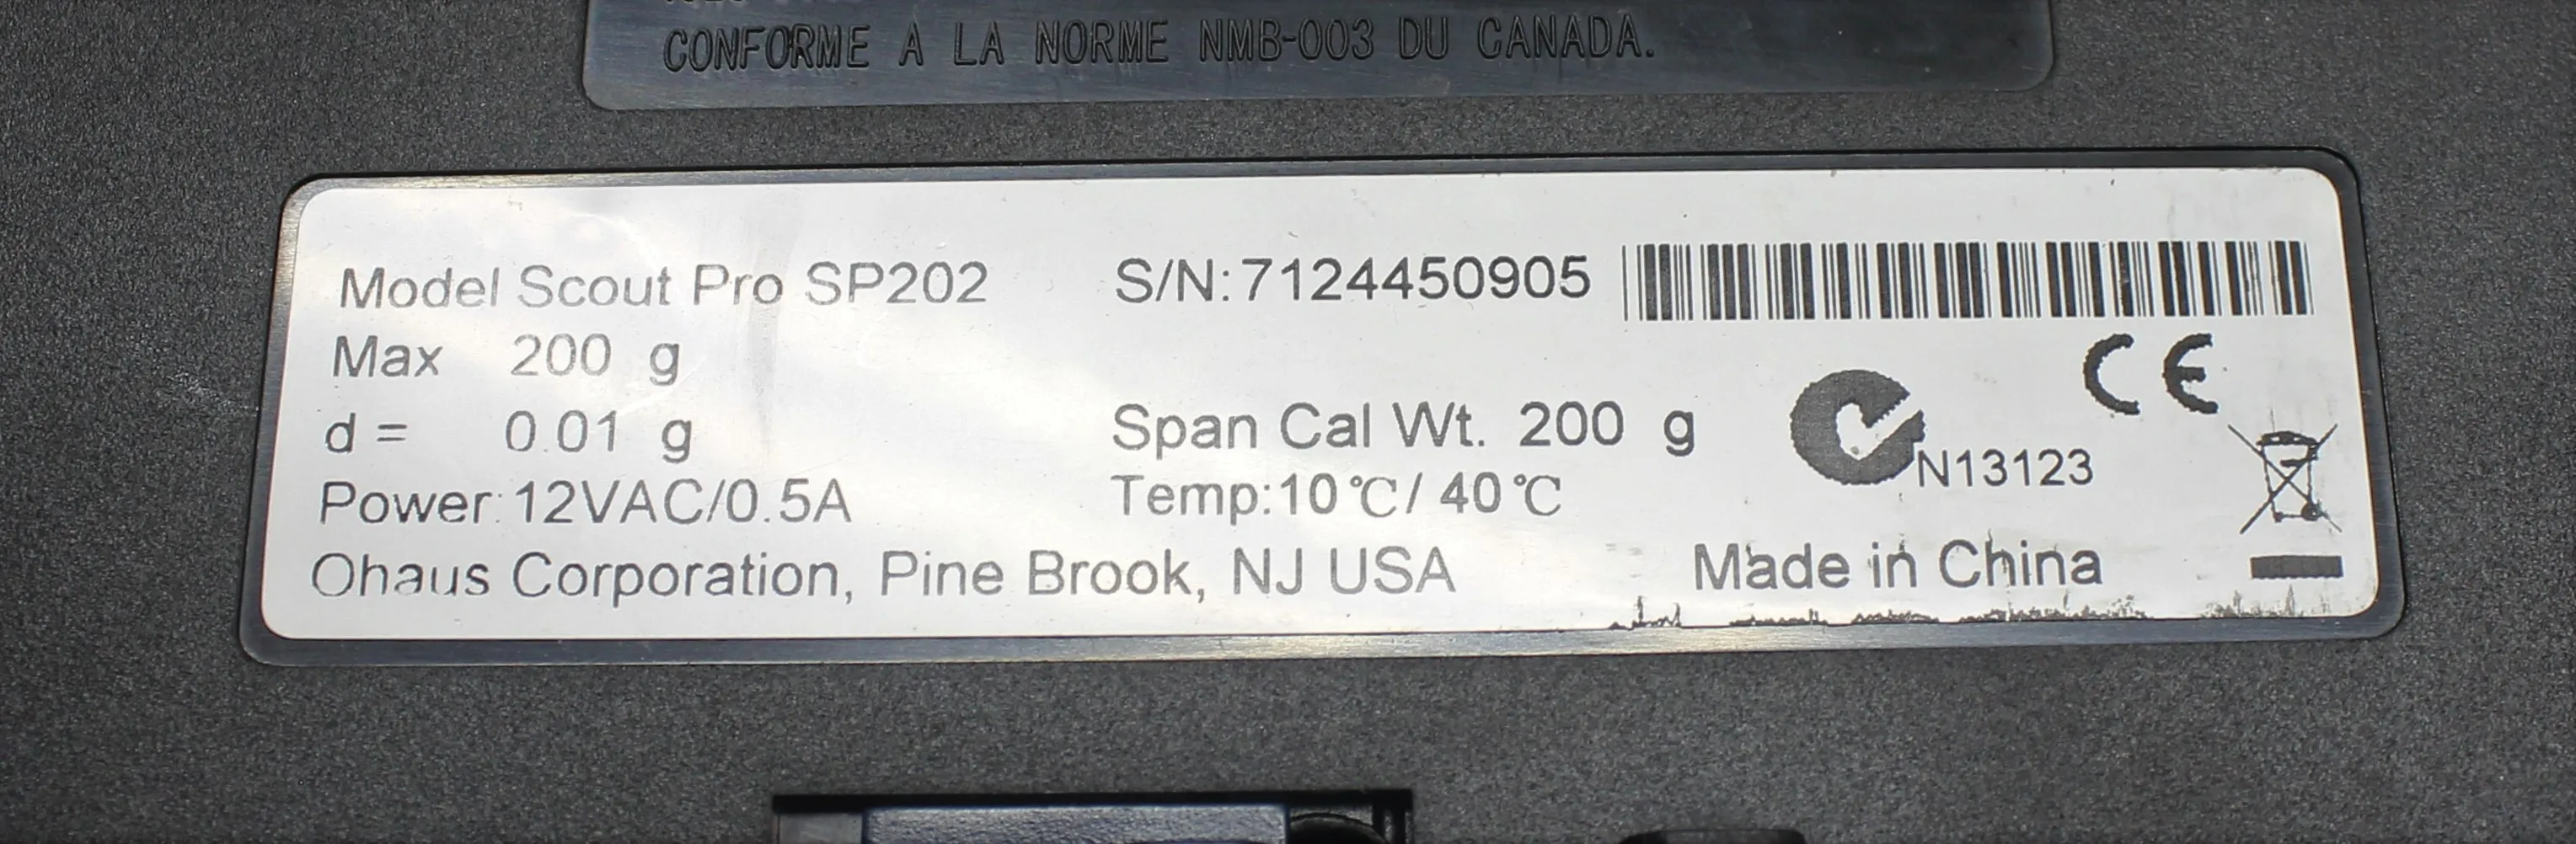 CONFORME A LA NORME NMB-003 DU CANADA.
Model Scout Pro SP202
S/N:7124450905
Max 200 g
d = 0.01 g
Span Cal Wt. 200 g
N13123
CE
Power:12VAC/0.5A
Temp:10℃/ 40℃
Ohaus Corporation, Pine Brook, NJ USA
Made in China